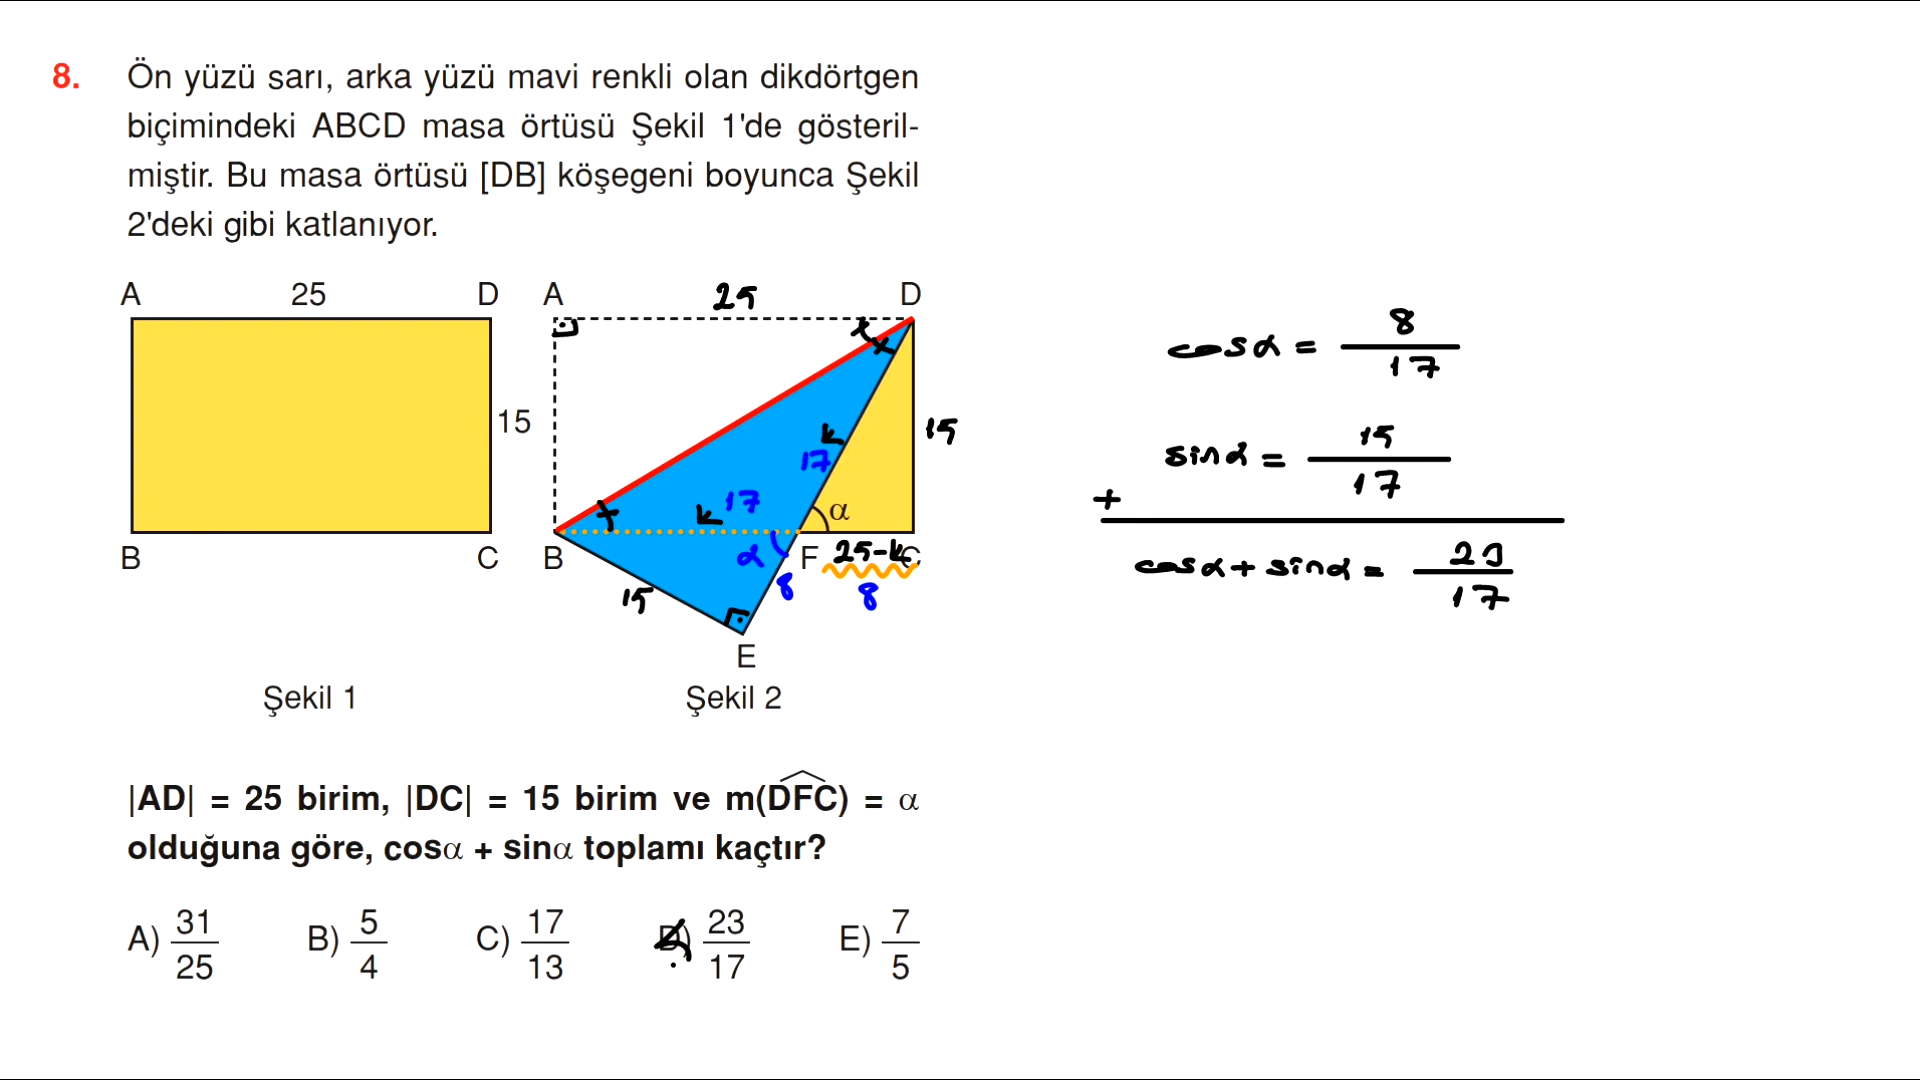 8. Ön yüzü sarı, arka yüzü mavi renkli olan dikdörtgen
biçimindeki ABCD masa örtüsü Şekil 1'de gösteril-
miştir. Bu masa örtüsü [DB] köşegeni boyunca Şekil
2'deki gibi katlanıyor.
A 25 D
15
B C
Şekil 1
A 25 D
k
17
15
k 17
α
B α F 25-k C
8 8
15
E
Şekil 2
|AD| = 25 birim, |DC| = 15 birim ve m(DFC) = α
olduğuna göre, cosα + sinα toplamı kaçtır?
A) 31/25 B) 5/4 C) 17/13 D) 23/17 E) 7/5
cosα = 8/17
sinα = 15/17
+
cosα + sinα = 23/17